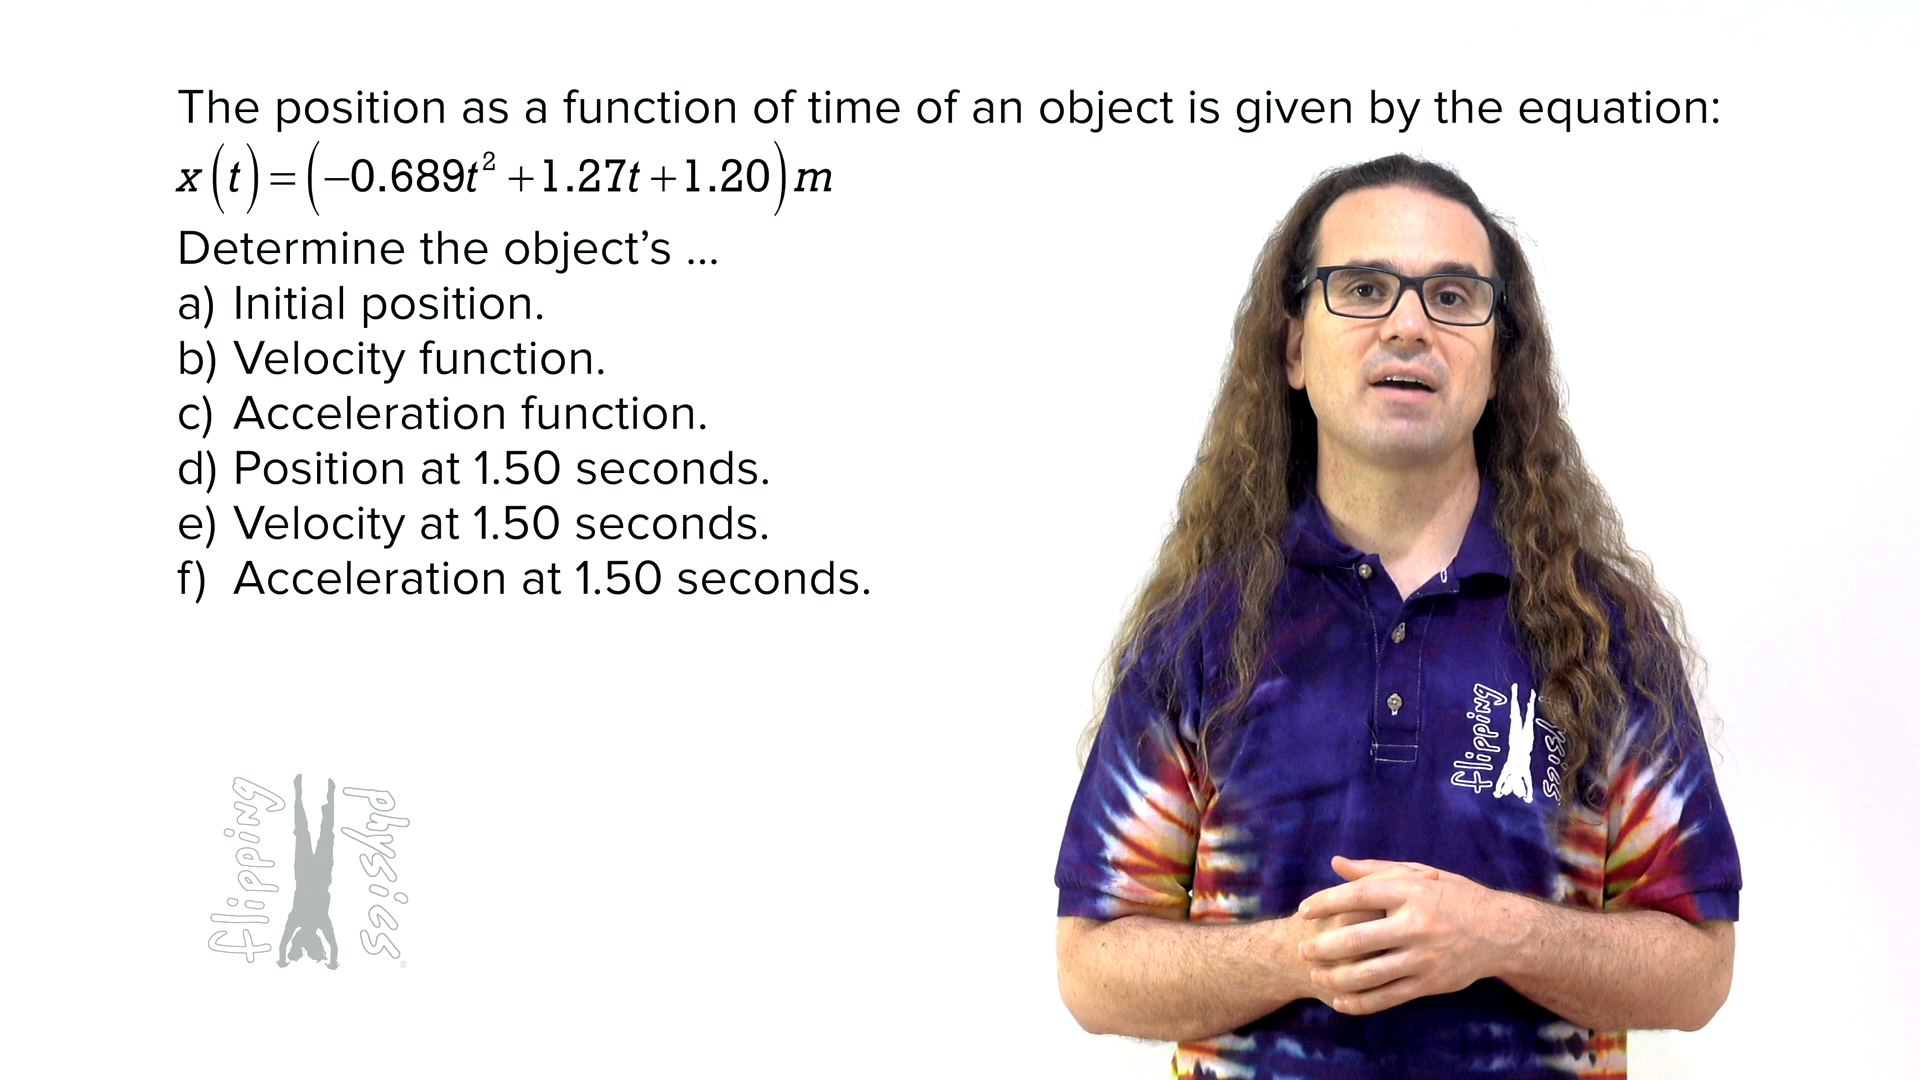 The position as a function of time of an object is given by the equation:
x(t)=(−0.689t²+1.27t+1.20)m
Determine the object’s ...
a) Initial position.
b) Velocity function.
c) Acceleration function.
d) Position at 1.50 seconds.
e) Velocity at 1.50 seconds.
f) Acceleration at 1.50 seconds.
flipping
physics
®
flipping